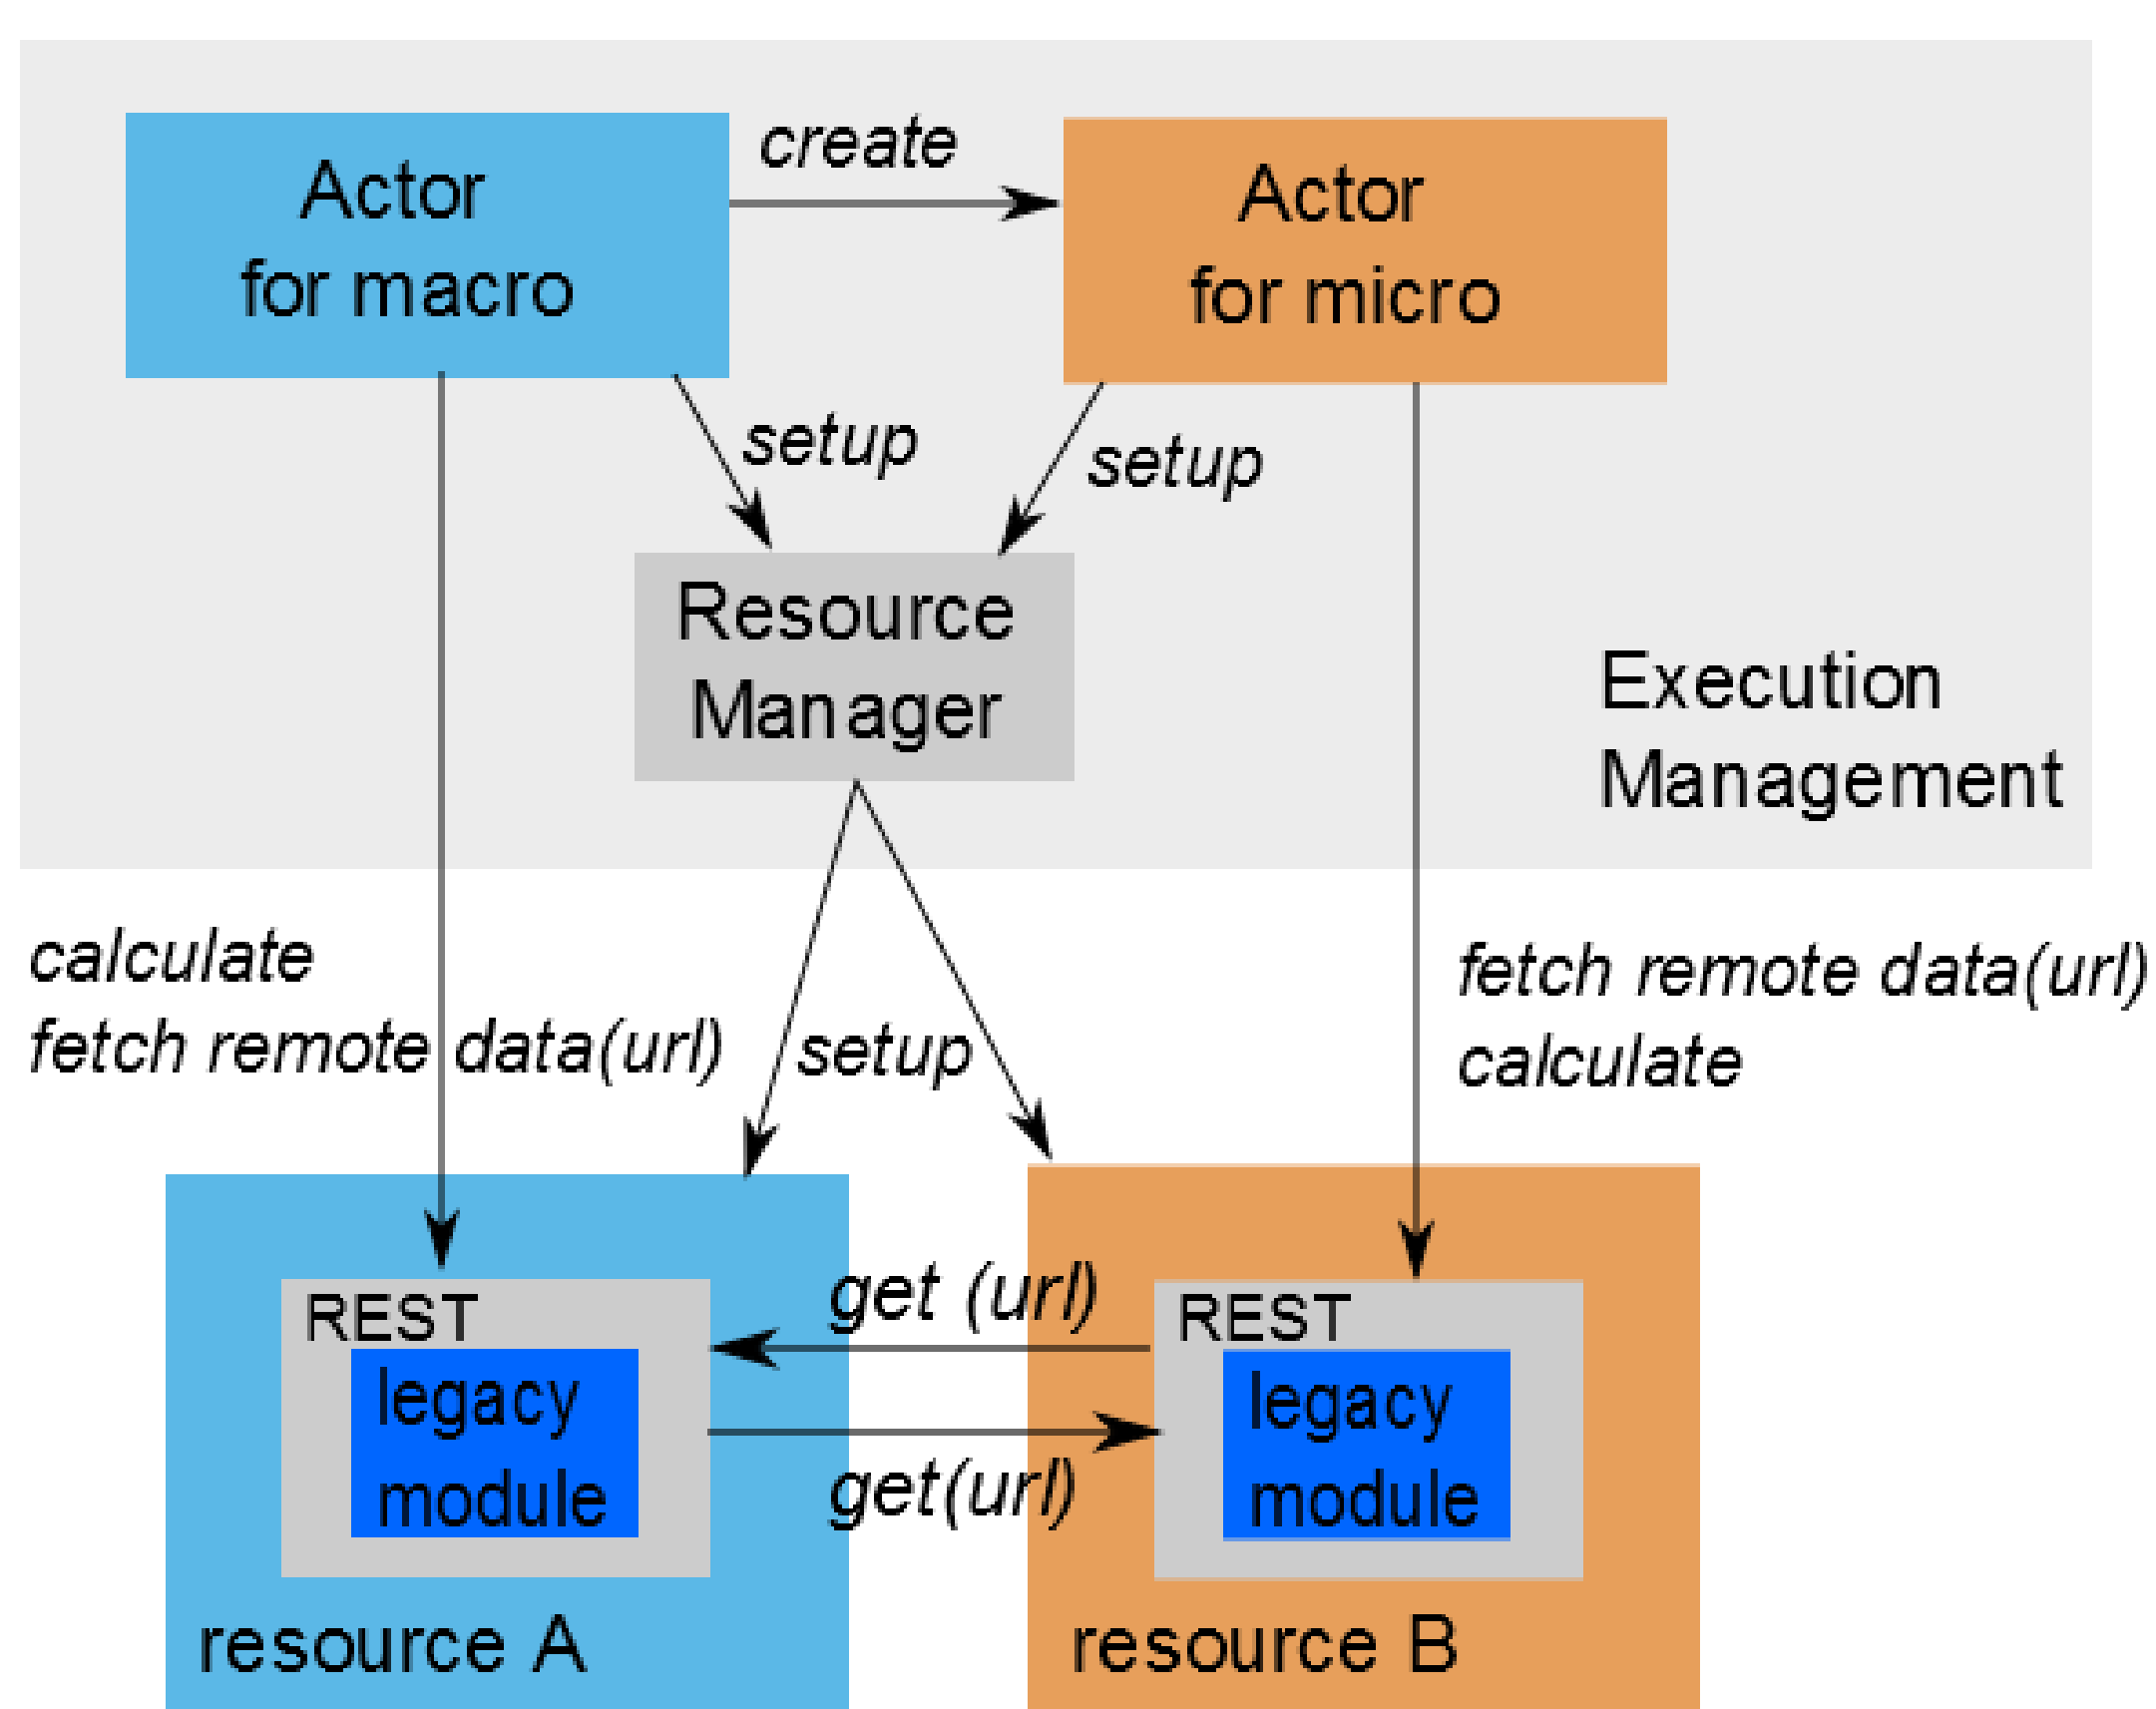 Actor
for macro
create
Actor
for micro
setup
setup
Resource
Manager
Execution
Management
calculate
fetch remote data(url)
setup
fetch remote data(url)
calculate
get (url)
get(url)
REST
legacy
module
resource A
REST
legacy
module
resource B